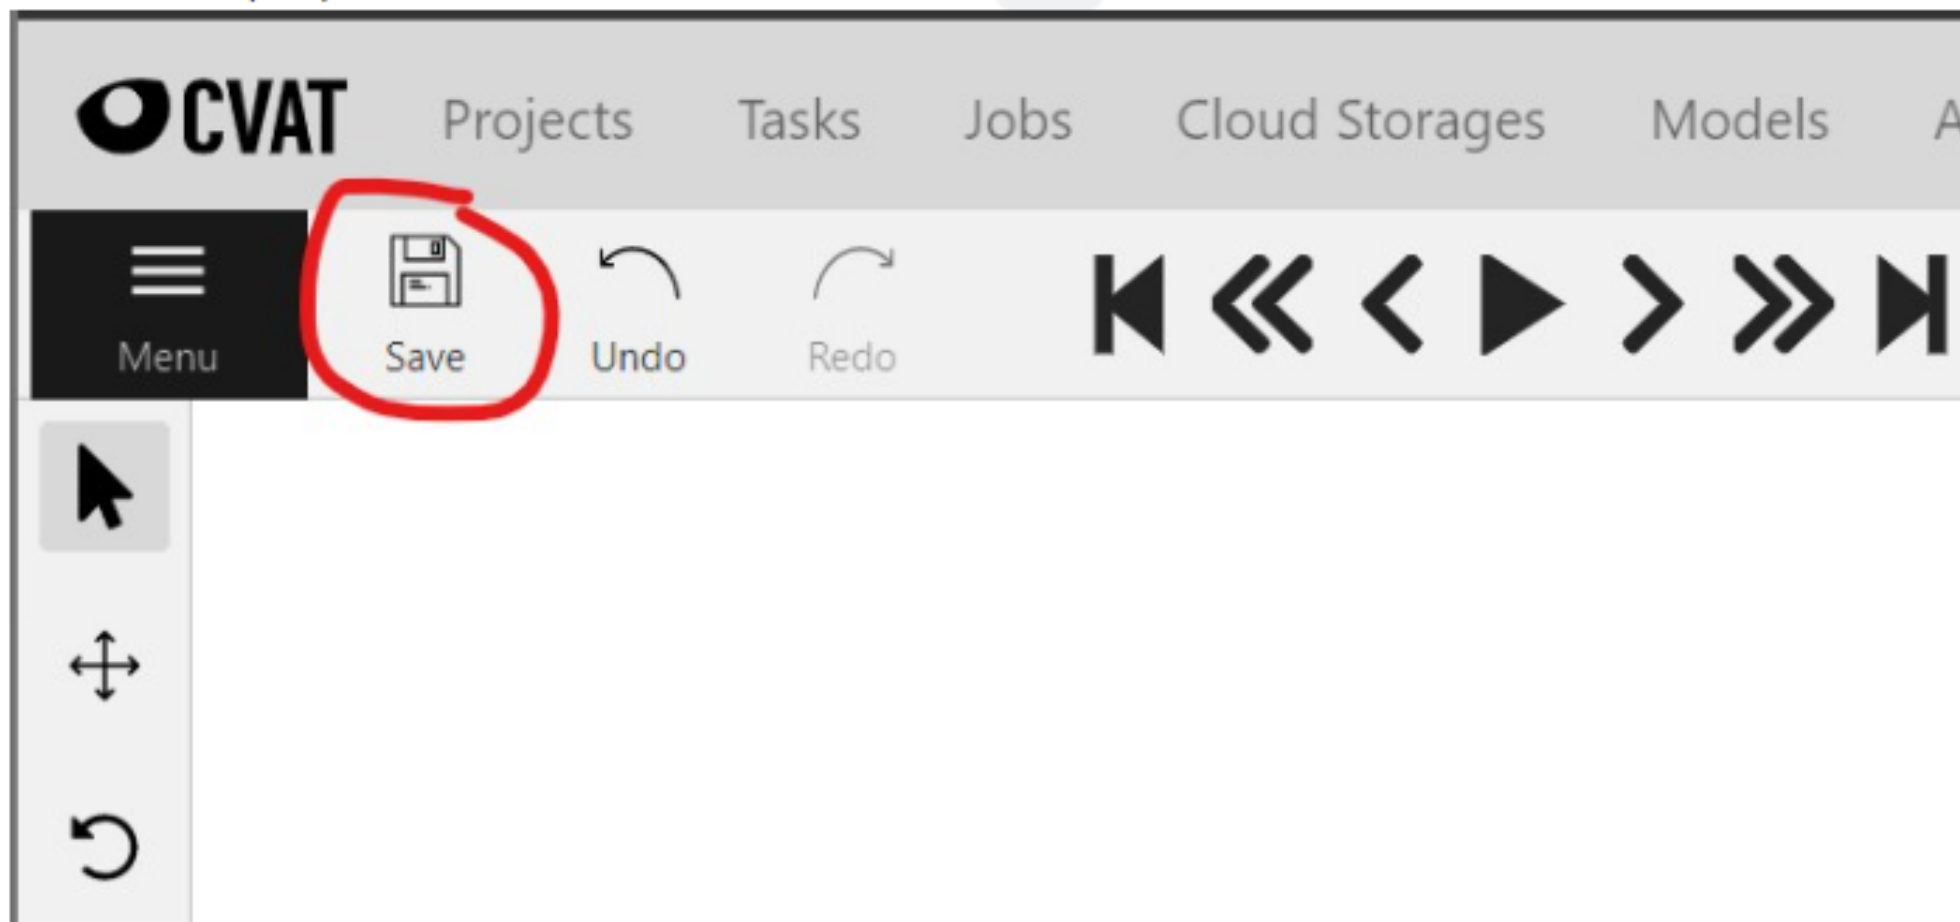 CVAT Projects Tasks Jobs Cloud Storages Models A
Menu Save Undo Redo